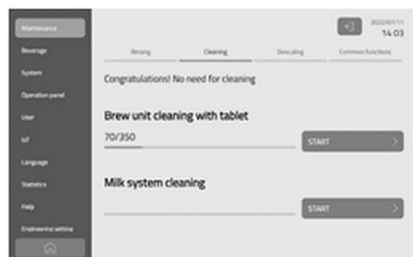 Maintenance
Beverage
System
Operation panel
User
IoT
Language
Statistics
Help
Engineering setting
2022/07/11
14 03
Rinsing
Cleaning
Descaling
Common functions
Congratulations! No need for cleaning
Brew unit cleaning with tablet
70/350
START
Milk system cleaning
START